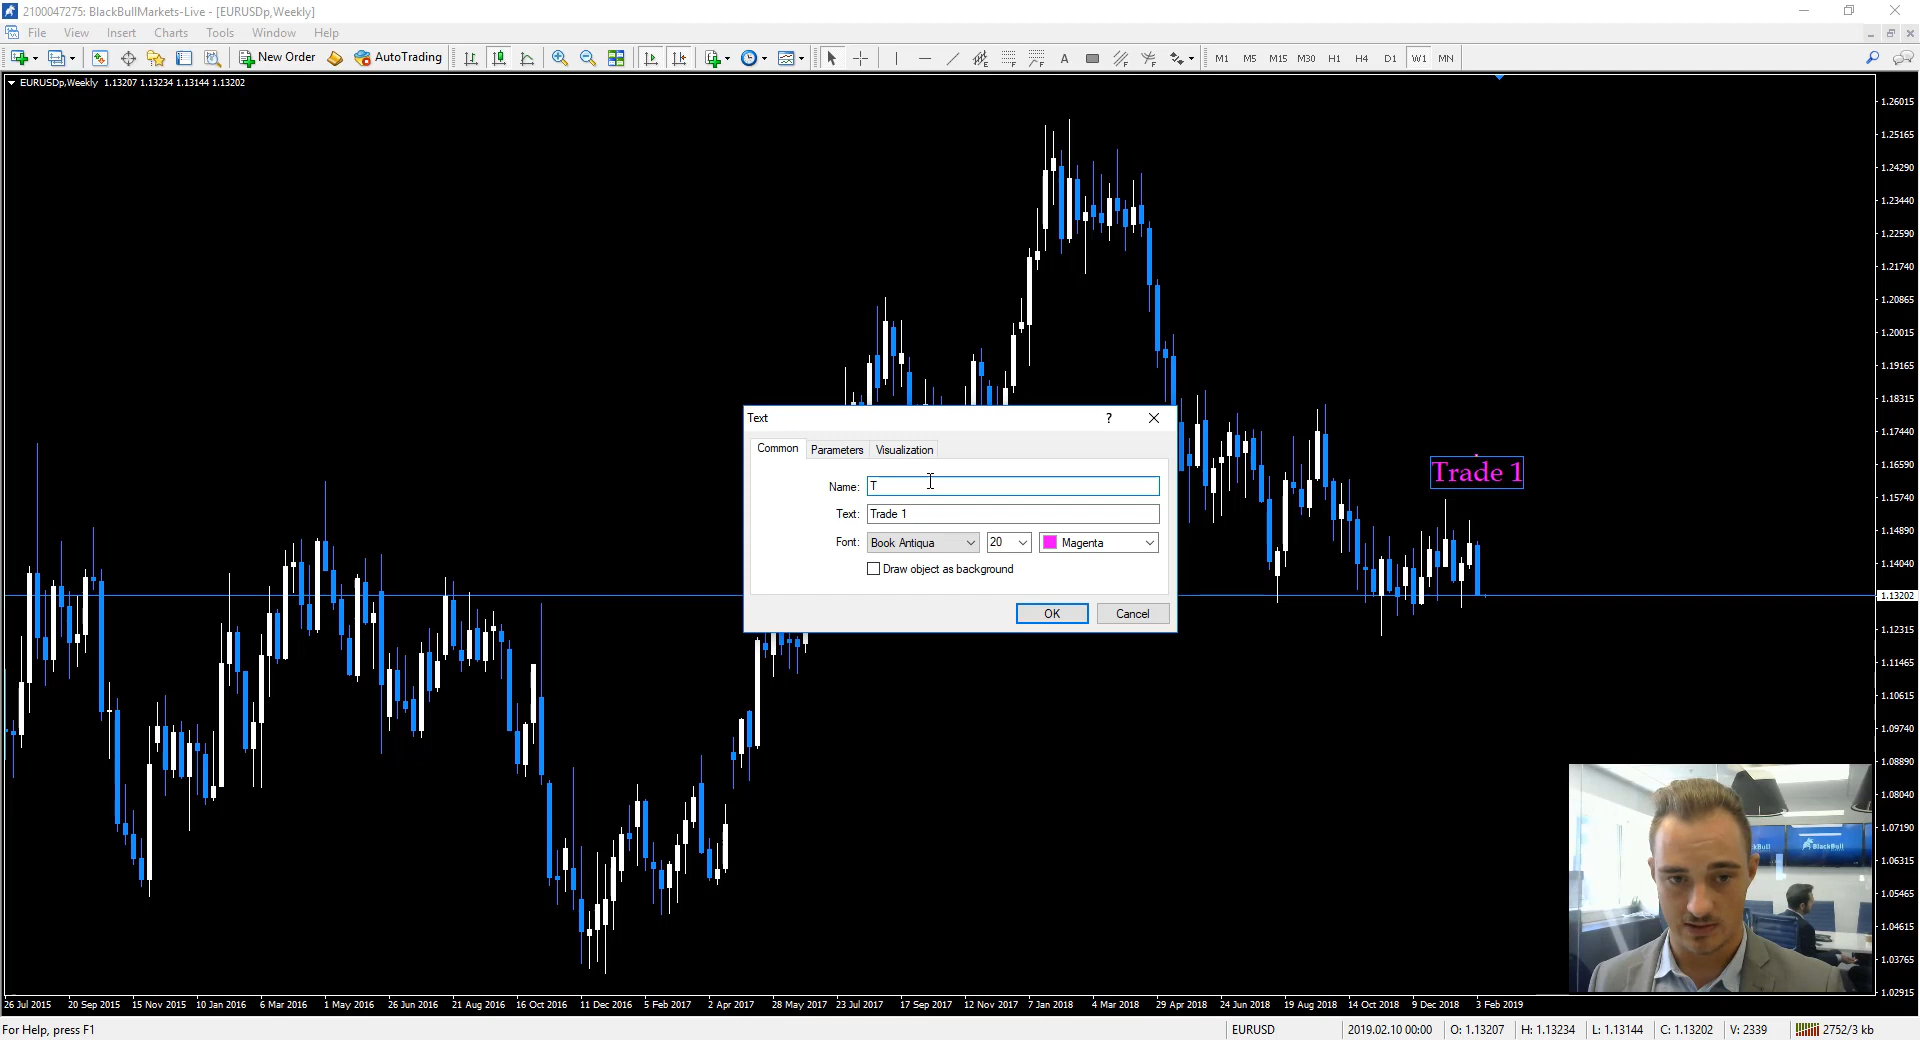 2100047275: BlackBullMarkets-Live - [EURUSDp,Weekly]
File View Insert Charts Tools Window Help
New Order AutoTrading A M1 M5 M15 M30 H1 H4 D1 W1 MN
EURUSDp,Weekly 1.13207 1.13234 1.13144 1.13202
1.26015
1.25165
1.24290
1.23440
1.22590
1.21740
1.20865
1.20015
1.19165
1.18315
1.17440
1.16590
1.15740
1.14890
1.14040
1.13202
1.12315
1.11465
1.10615
1.09740
1.08890
1.08040
1.07190
1.06315
1.05465
1.04615
1.03765
1.02915
Trade 1
Text ?
Common Parameters Visualization
Name: T
Text: Trade 1
Font: Book Antiqua 20 Magenta
Draw object as background
OK Cancel
BlackBull
26 Jul 2015 20 Sep 2015 15 Nov 2015 10 Jan 2016 6 Mar 2016 1 May 2016 26 Jun 2016 21 Aug 2016 16 Oct 2016 11 Dec 2016 5 Feb 2017 2 Apr 2017 28 May 2017 23 Jul 2017 17 Sep 2017 12 Nov 2017 7 Jan 2018 4 Mar 2018 29 Apr 2018 24 Jun 2018 19 Aug 2018 14 Oct 2018 9 Dec 2018 3 Feb 2019
For Help, press F1 EURUSD 2019.02.10 00:00 O: 1.13207 H: 1.13234 L: 1.13144 C: 1.13202 V: 2339 2752/3 kb